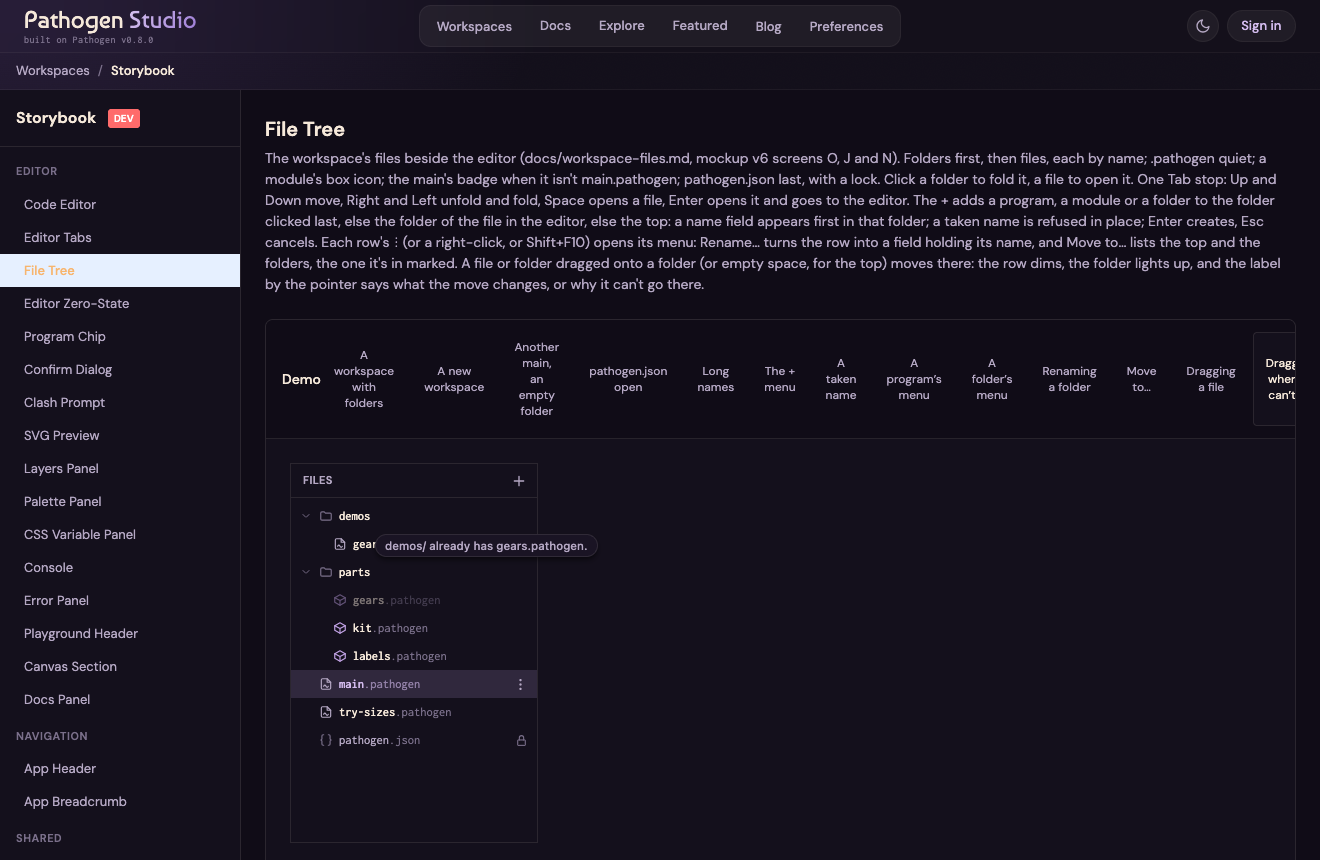 Pathogen Studio
built on Pathogen v0.8.0
Workspaces
Docs
Explore
Featured
Blog
Preferences
Sign in
Workspaces / Storybook
Storybook DEV
EDITOR
Code Editor
Editor Tabs
File Tree
Editor Zero-State
Program Chip
Confirm Dialog
Clash Prompt
SVG Preview
Layers Panel
Palette Panel
CSS Variable Panel
Console
Error Panel
Playground Header
Canvas Section
Docs Panel
NAVIGATION
App Header
App Breadcrumb
SHARED
File Tree
The workspace's files beside the editor (docs/workspace-files.md, mockup v6 screens O, J and N). Folders first, then files, each by name; .pathogen quiet; a
module's box icon; the main's badge when it isn't main.pathogen; pathogen.json last, with a lock. Click a folder to fold it, a file to open it. One Tab stop: Up and
Down move, Right and Left unfold and fold, Space opens a file, Enter opens it and goes to the editor. The + adds a program, a module or a folder to the folder
clicked last, else the folder of the file in the editor, else the top: a name field appears first in that folder; a taken name is refused in place; Enter creates, Esc
cancels. Each row's ⋮ (or a right-click, or Shift+F10) opens its menu: Rename… turns the row into a field holding its name, and Move to… lists the top and the
folders, the one it's in marked. A file or folder dragged onto a folder (or empty space, for the top) moves there: the row dims, the folder lights up, and the label
by the pointer says what the move changes, or why it can't go there.
Demo
A
workspace
with
folders
A new
workspace
Another
main,
an
empty
folder
pathogen.json
open
Long
names
The +
menu
A
taken
name
A
program's
menu
A
folder's
menu
Renaming
a folder
Move
to…
Dragging
a file
Dragg
wher
can't
FILES
demos
gear
demos/ already has gears.pathogen.
parts
gears.pathogen
kit.pathogen
labels.pathogen
main.pathogen
try-sizes.pathogen
{} pathogen.json